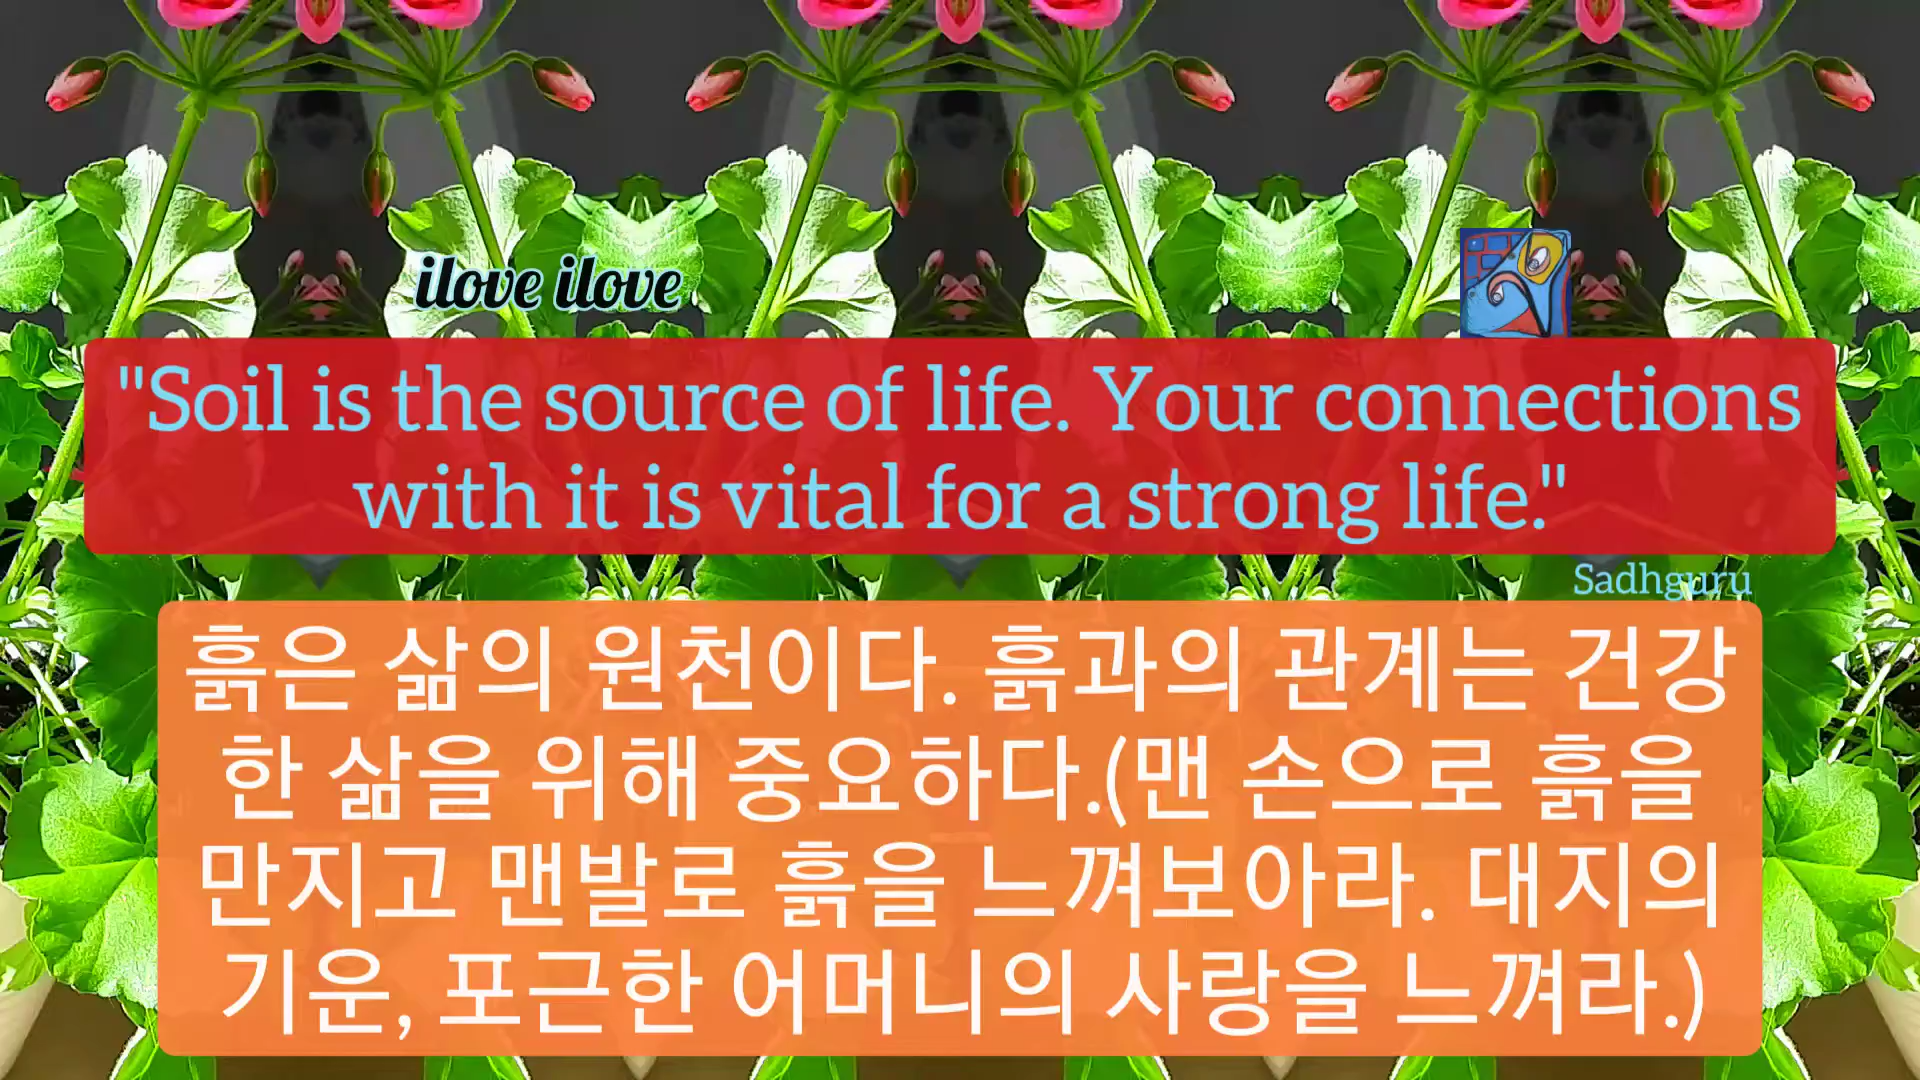 ilove ilove
"Soil is the source of life. Your connections
with it is vital for a strong life."
Sadhguru
흙은 삶의 원천이다. 흙과의 관계는 건강
한 삶을 위해 중요하다.(맨 손으로 흙을
만지고 맨발로 흙을 느껴보아라. 대지의
기운, 포근한 어머니의 사랑을 느껴라.)